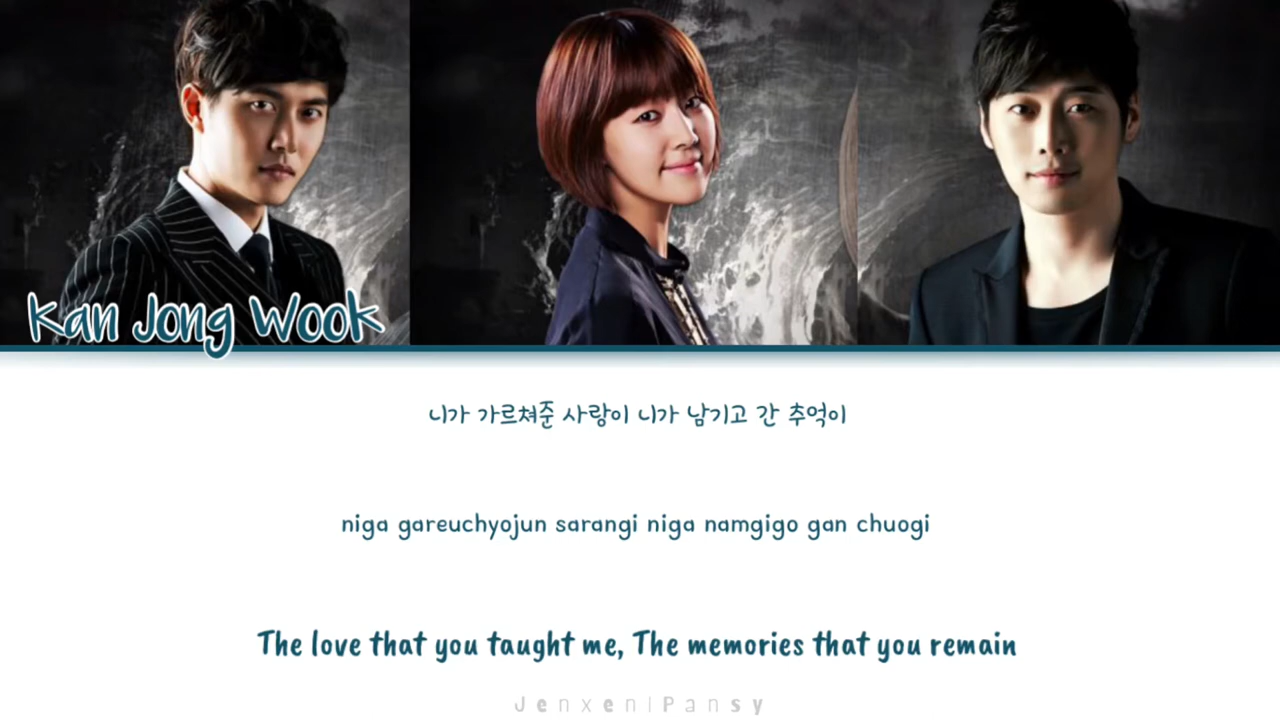 Kan Jong Wook
니가 가르쳐준 사랑이 니가 남기고 간 추억이
niga gareuchyojun sarangi niga namgigo gan chuogi
The love that you taught me, The memories that you remain
Jenxen|Pansy